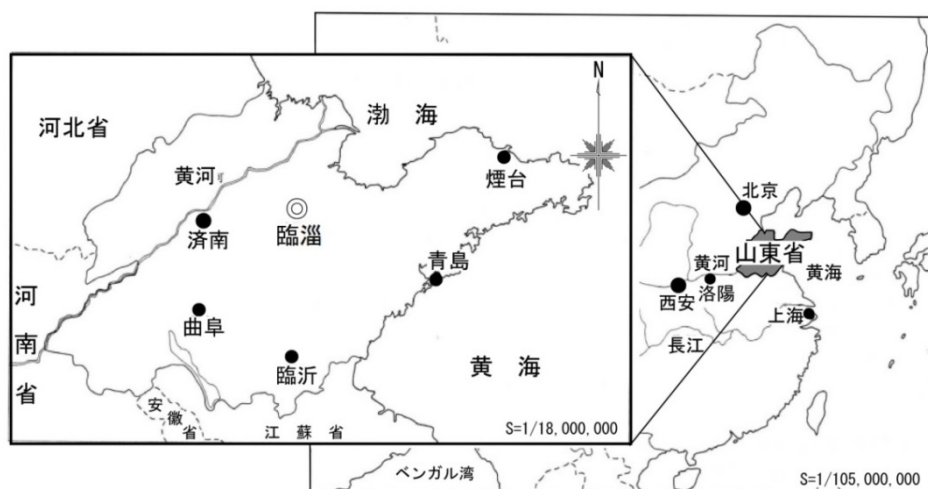 河北省
渤海
N
黄河
煙台
済南
臨淄
青島
河南省
曲阜
臨沂
黄海
安徽省
江蘇省
S=1/18,000,000
北京
山東省
黄河
黄海
西安
洛陽
上海
長江
ベンガル湾
S=1/105,000,000